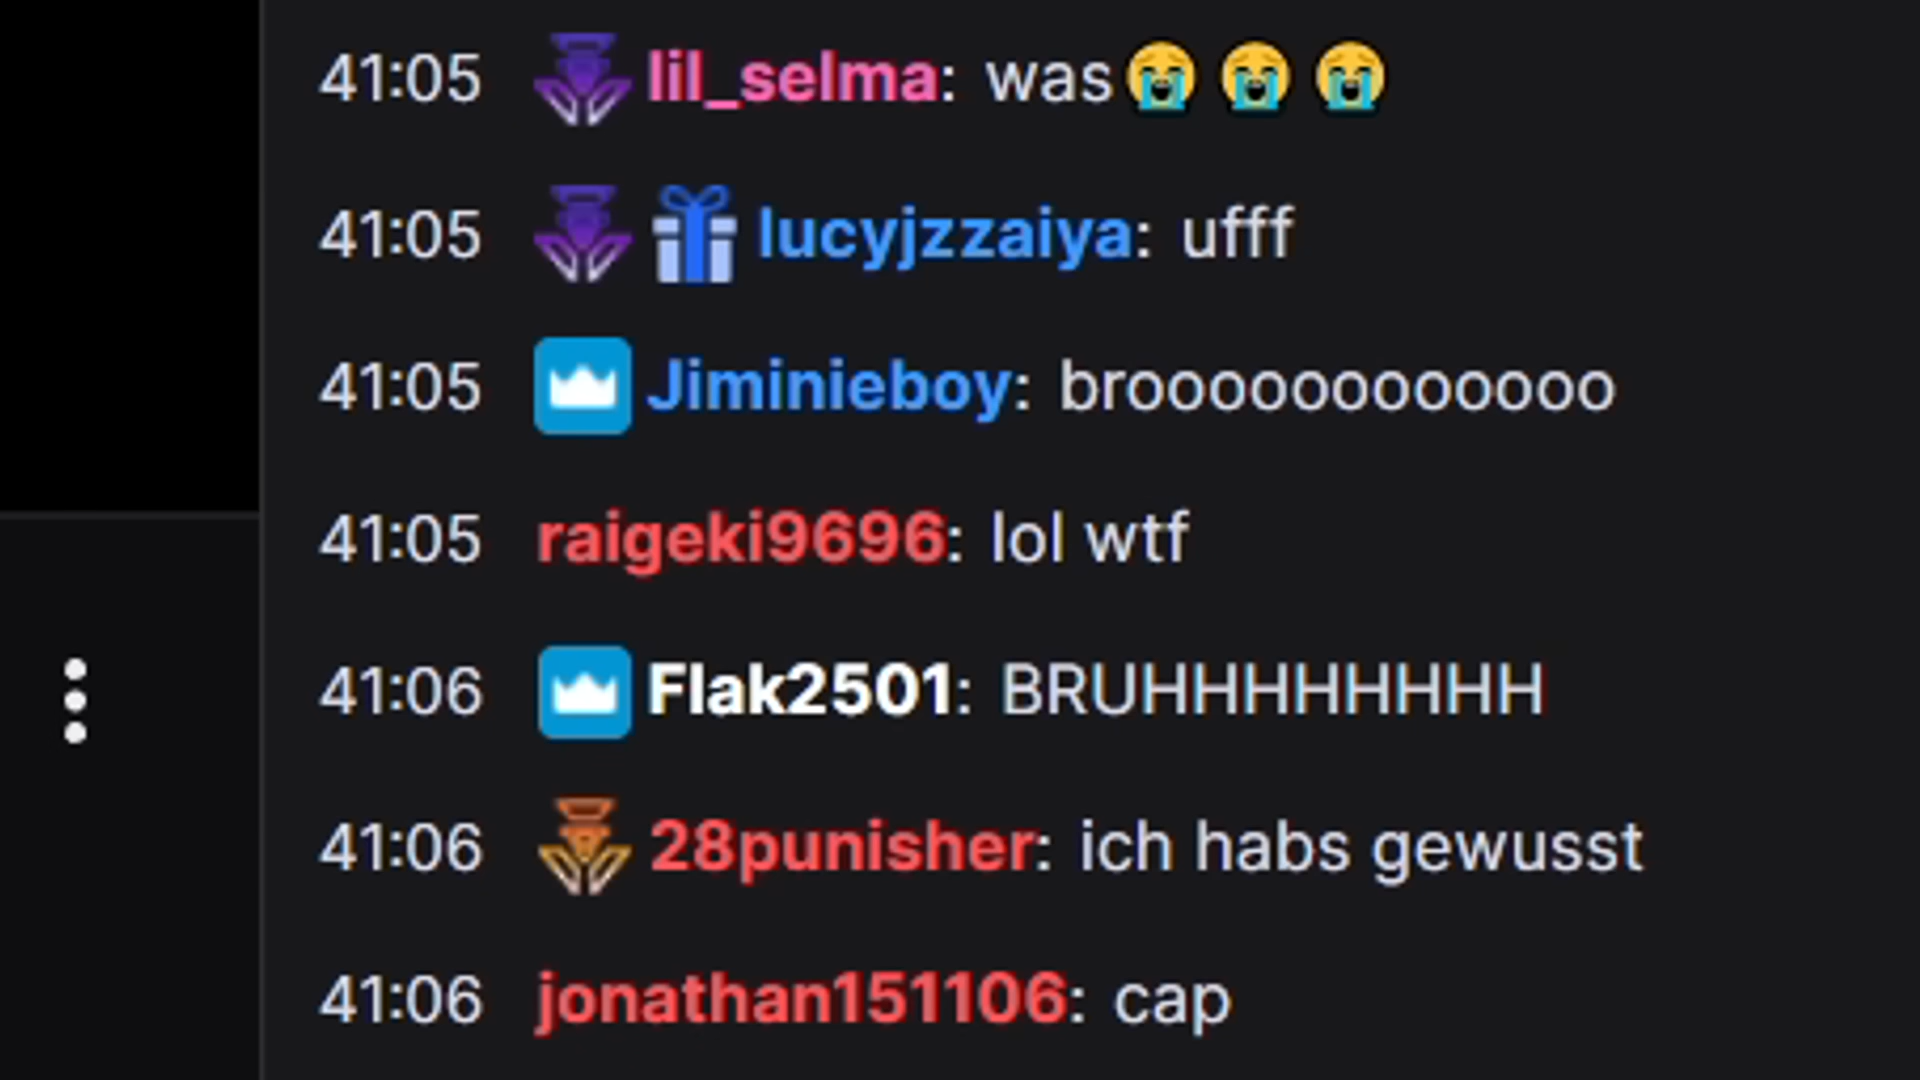 41:05 lil_selma: was😭 😭 😭
41:05 lucyjzzaiya: ufff
41:05 Jiminieboy: broooooooooooo
41:05 raigeki9696: lol wtf
41:06 Flak2501: BRUHHHHHHHH
41:06 28punisher: ich habs gewusst
41:06 jonathan151106: cap